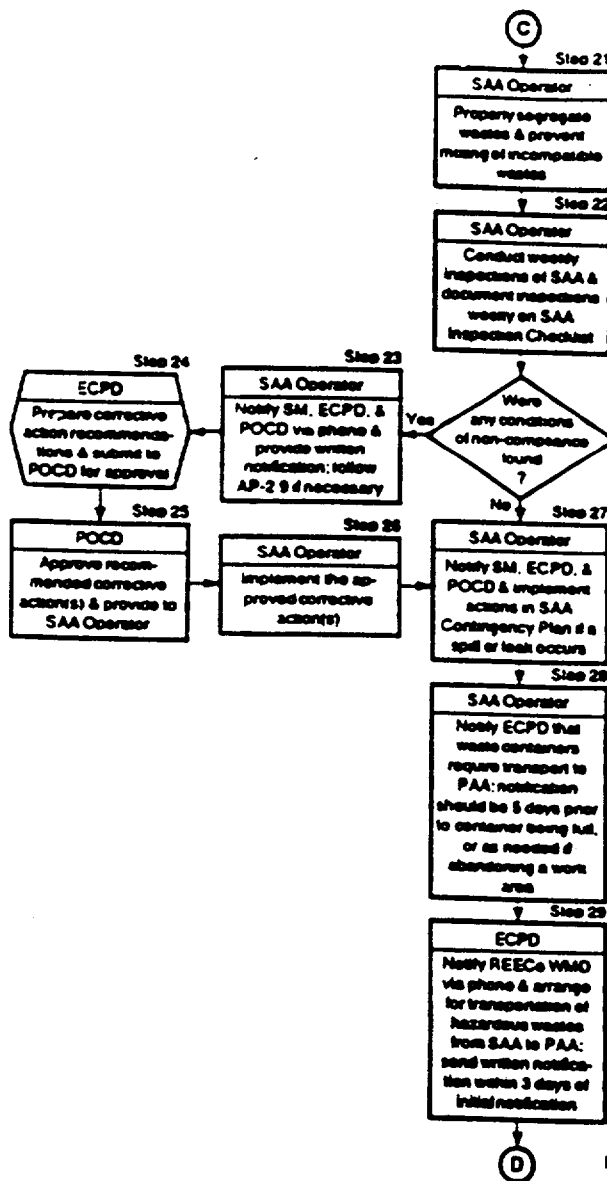 C
Step 21
SAA Operator
Properly segregate
wastes & prevent
mixing of incompatible
wastes
Step 22
SAA Operator
Conduct weekly
inspections of SAA &
document inspections
weekly on SAA
Inspection Checklist
Were
any conditions
of non-compliance
found
?
Yes
No
Step 23
SAA Operator
Notify SM, ECPD, &
POCD via phone &
provide written
notification; follow
AP-2 9 if necessary
Step 24
ECPD
Prepare corrective
action recommenda-
tions & submit to
POCD for approval
Step 25
POCD
Approve recom-
mended corrective
action(s) & provide to
SAA Operator
Step 26
SAA Operator
Implement the ap-
proved corrective
action(s)
Step 27
SAA Operator
Notify SM, ECPD, &
POCD & implement
actions in SAA
Contingency Plan if a
spill or leak occurs
Step 28
SAA Operator
Notify ECPD that
waste containers
require transport to
PAA; notification
should be 5 days prior
to container being full,
or as needed if
abandoning a work
area
Step 29
ECPD
Notify REECo WMD
via phone & arrange
for transportation of
hazardous wastes
from SAA to PAA;
send written notifica-
tion within 3 days of
initial notification
D